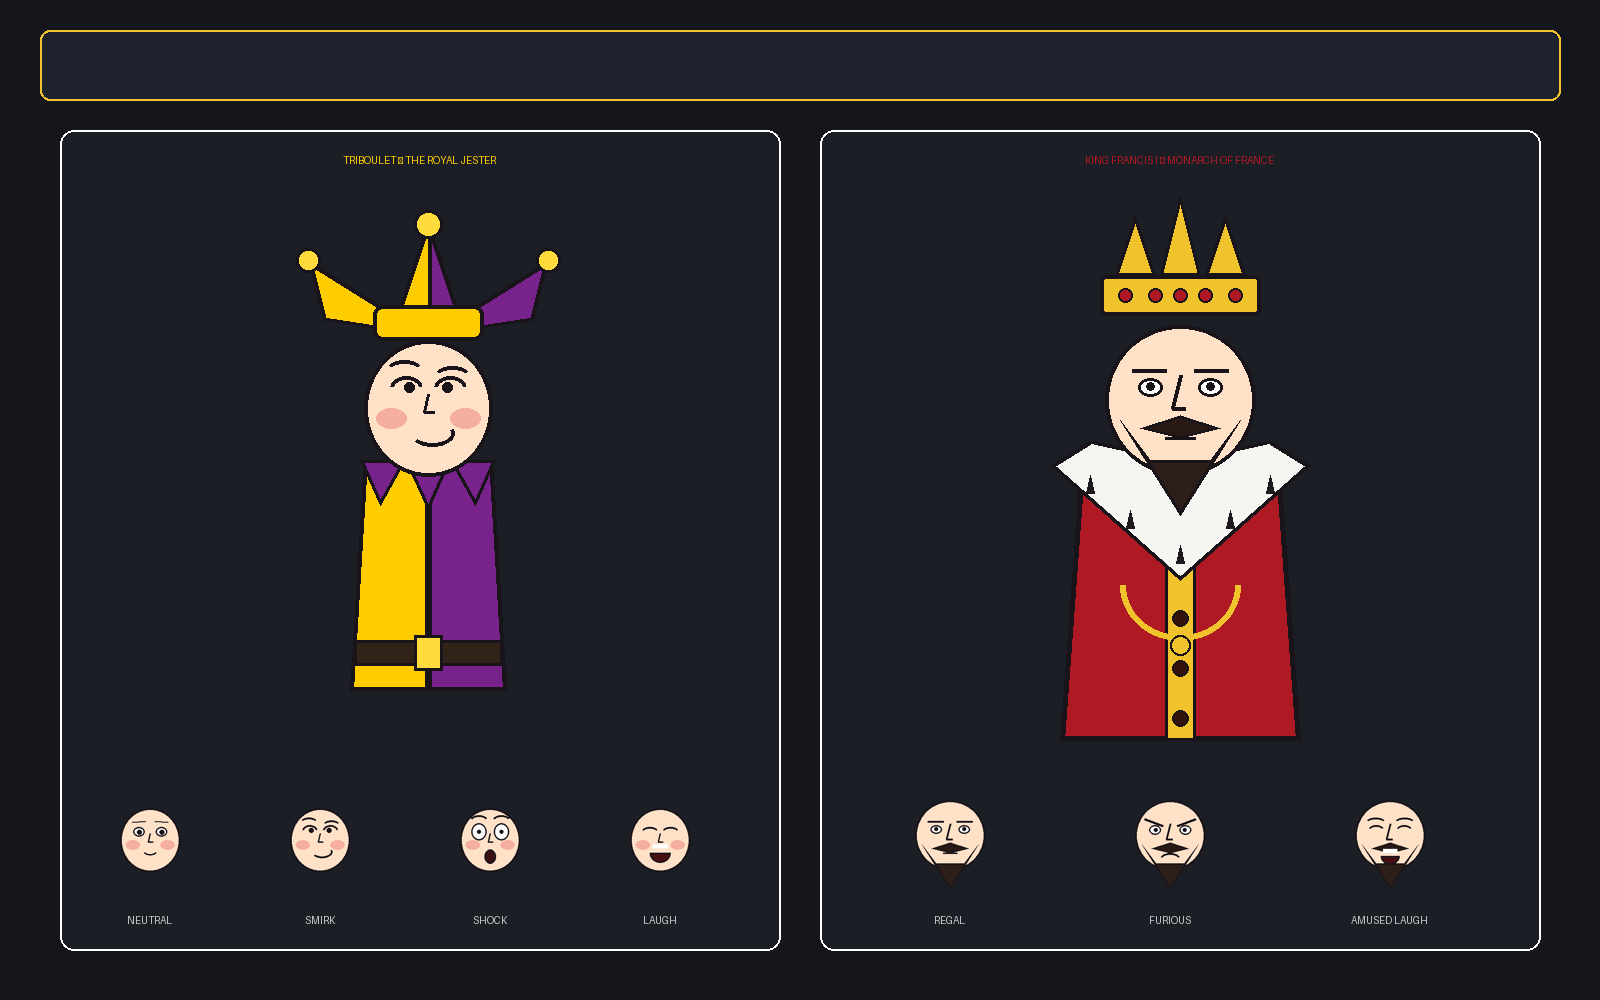 TRIBOULET▯THE ROYAL JESTER
KING FRANCIS I▯MONARCH OF FRANCE
NEUTRAL
SMIRK
SHOCK
LAUGH
REGAL
FURIOUS
AMUSED LAUGH